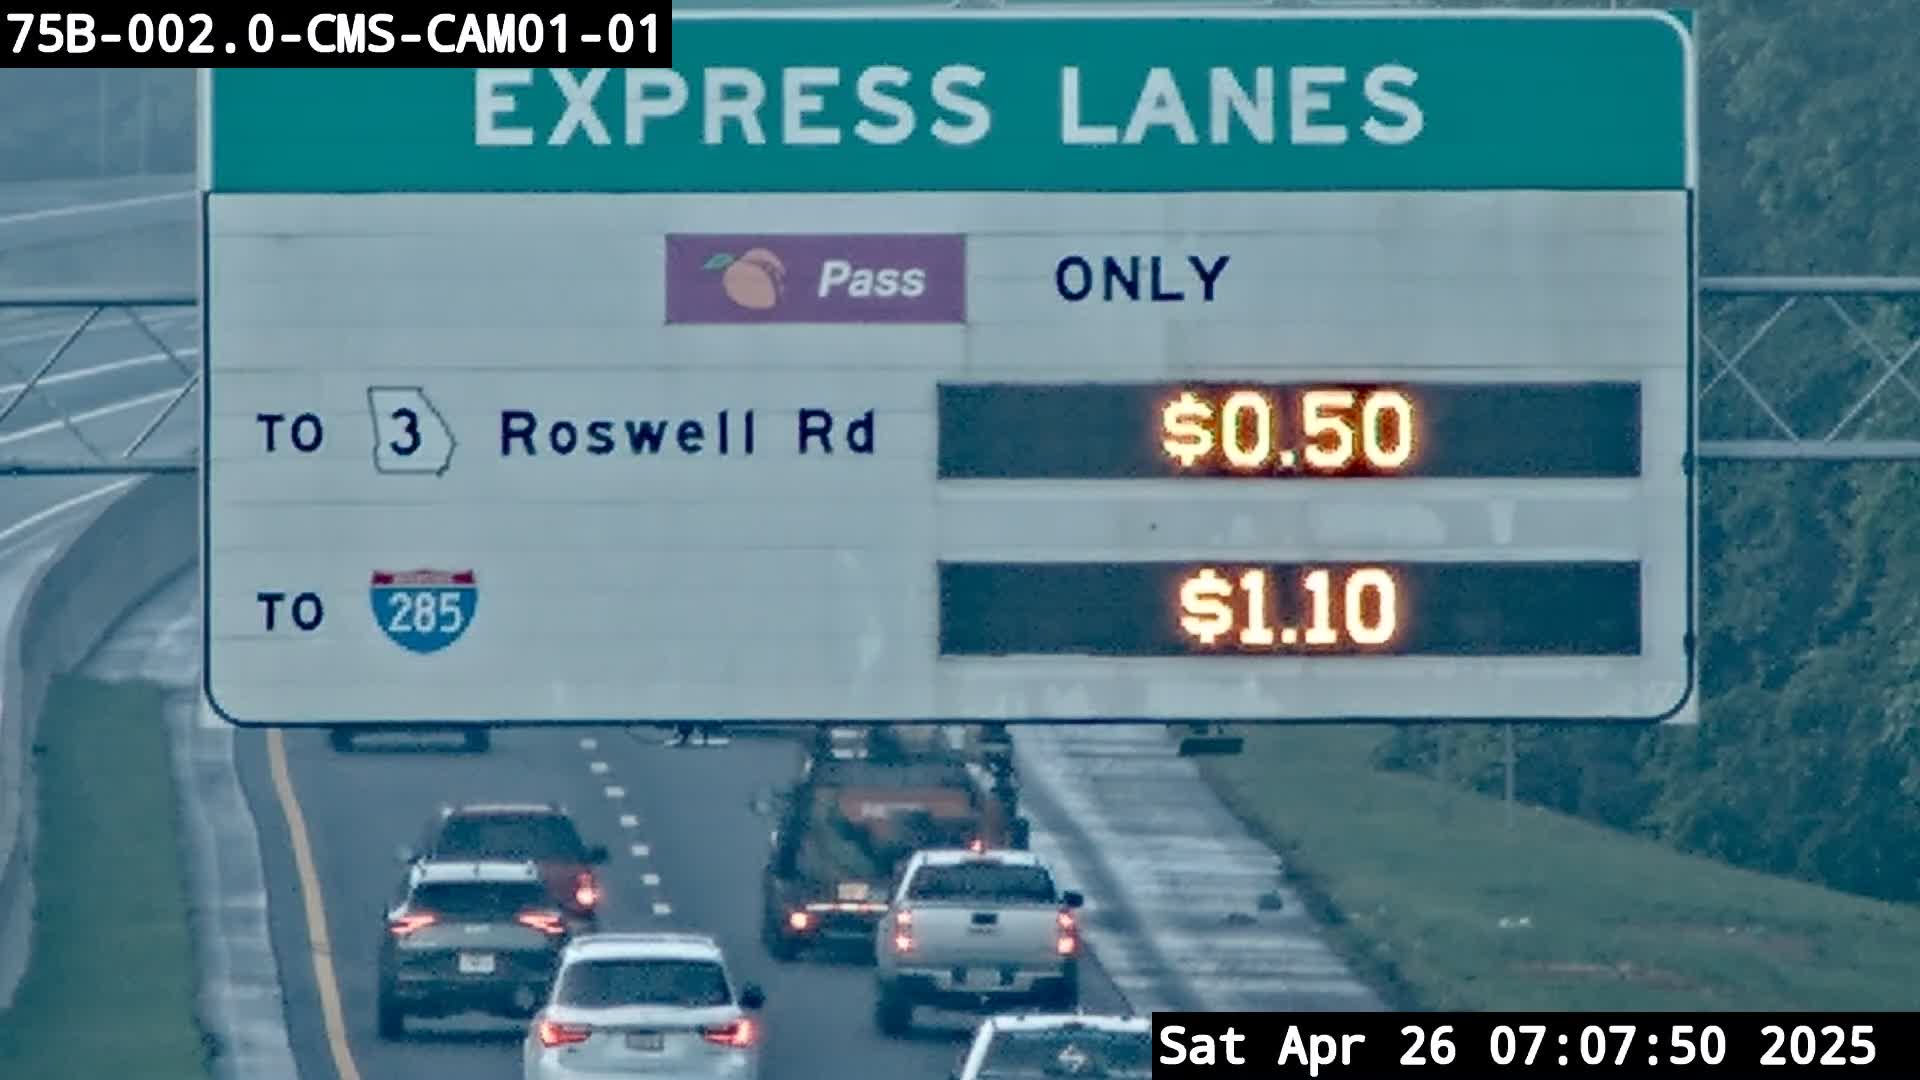 75B-002.0-CMS-CAM01-01
EXPRESS LANES
Pass ONLY
TO 3 Roswell Rd $0.50
TO 285 $1.10
Sat Apr 26 07:07:50 2025